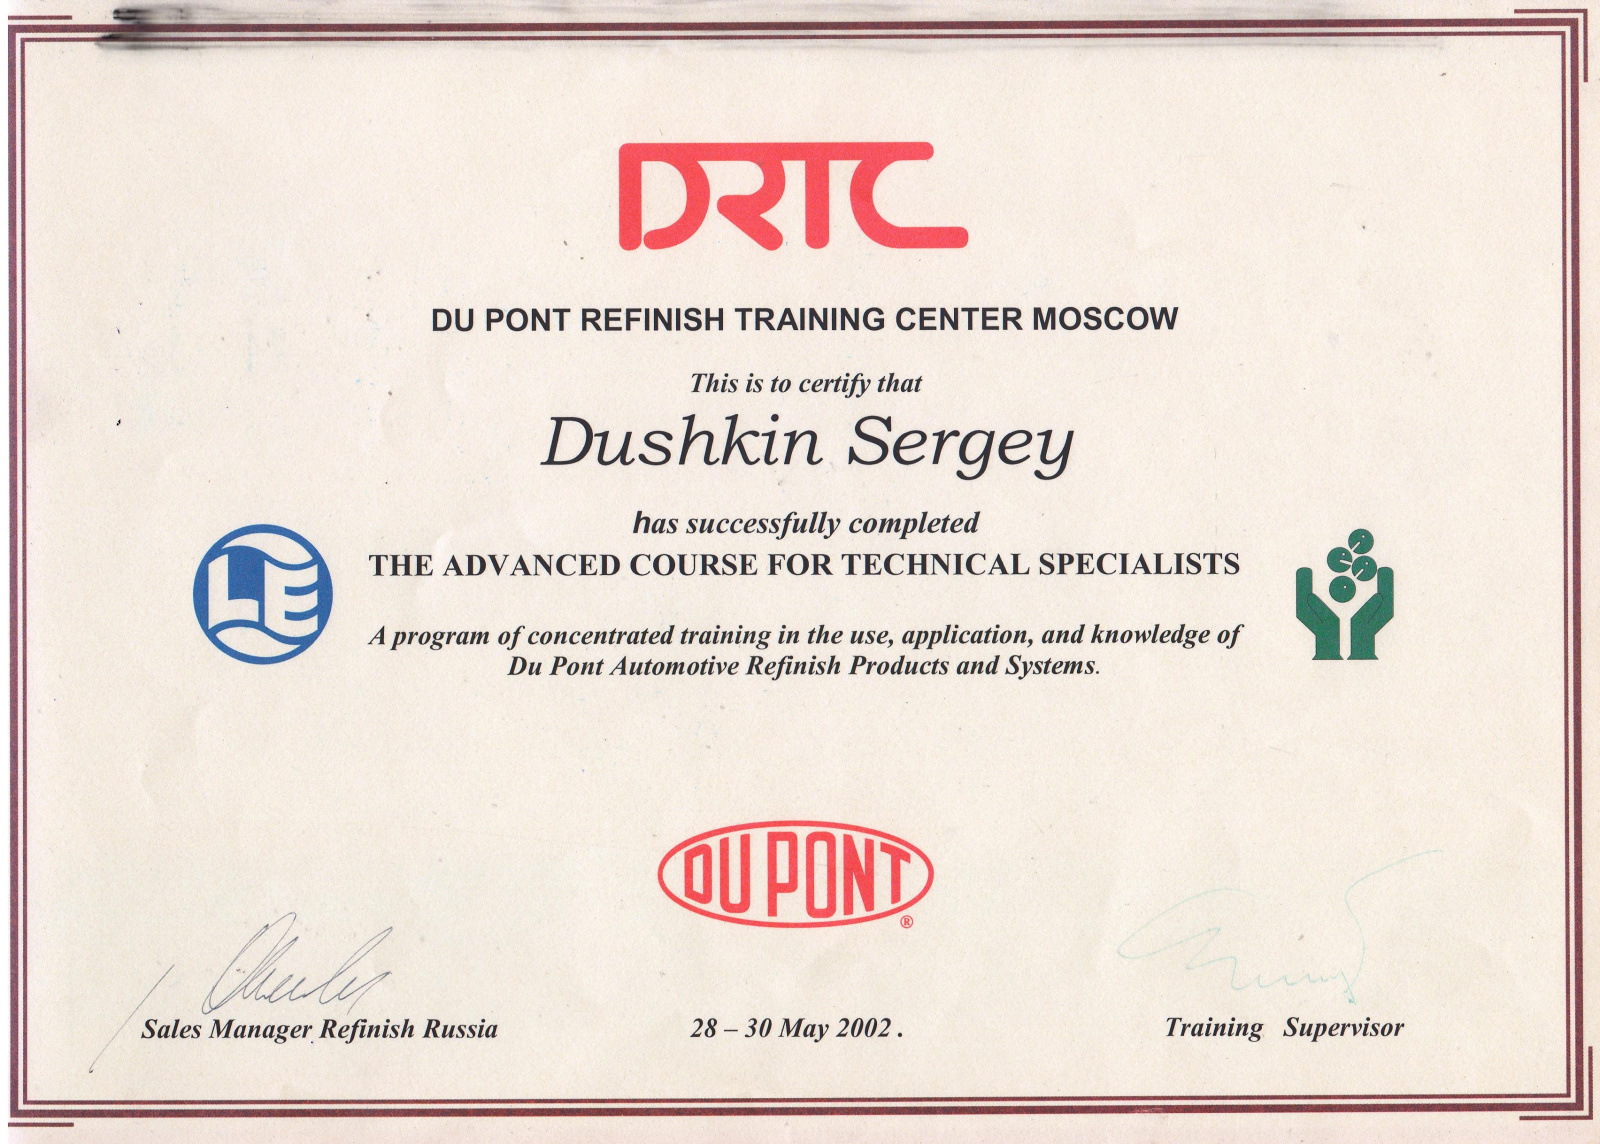 DRTC
DU PONT REFINISH TRAINING CENTER MOSCOW
This is to certify that
Dushkin Sergey
has successfully completed
THE ADVANCED COURSE FOR TECHNICAL SPECIALISTS
LE
A program of concentrated training in the use, application, and knowledge of
Du Pont Automotive Refinish Products and Systems.
DU PONT ®
Sales Manager Refinish Russia
28 – 30 May 2002 .
Training Supervisor